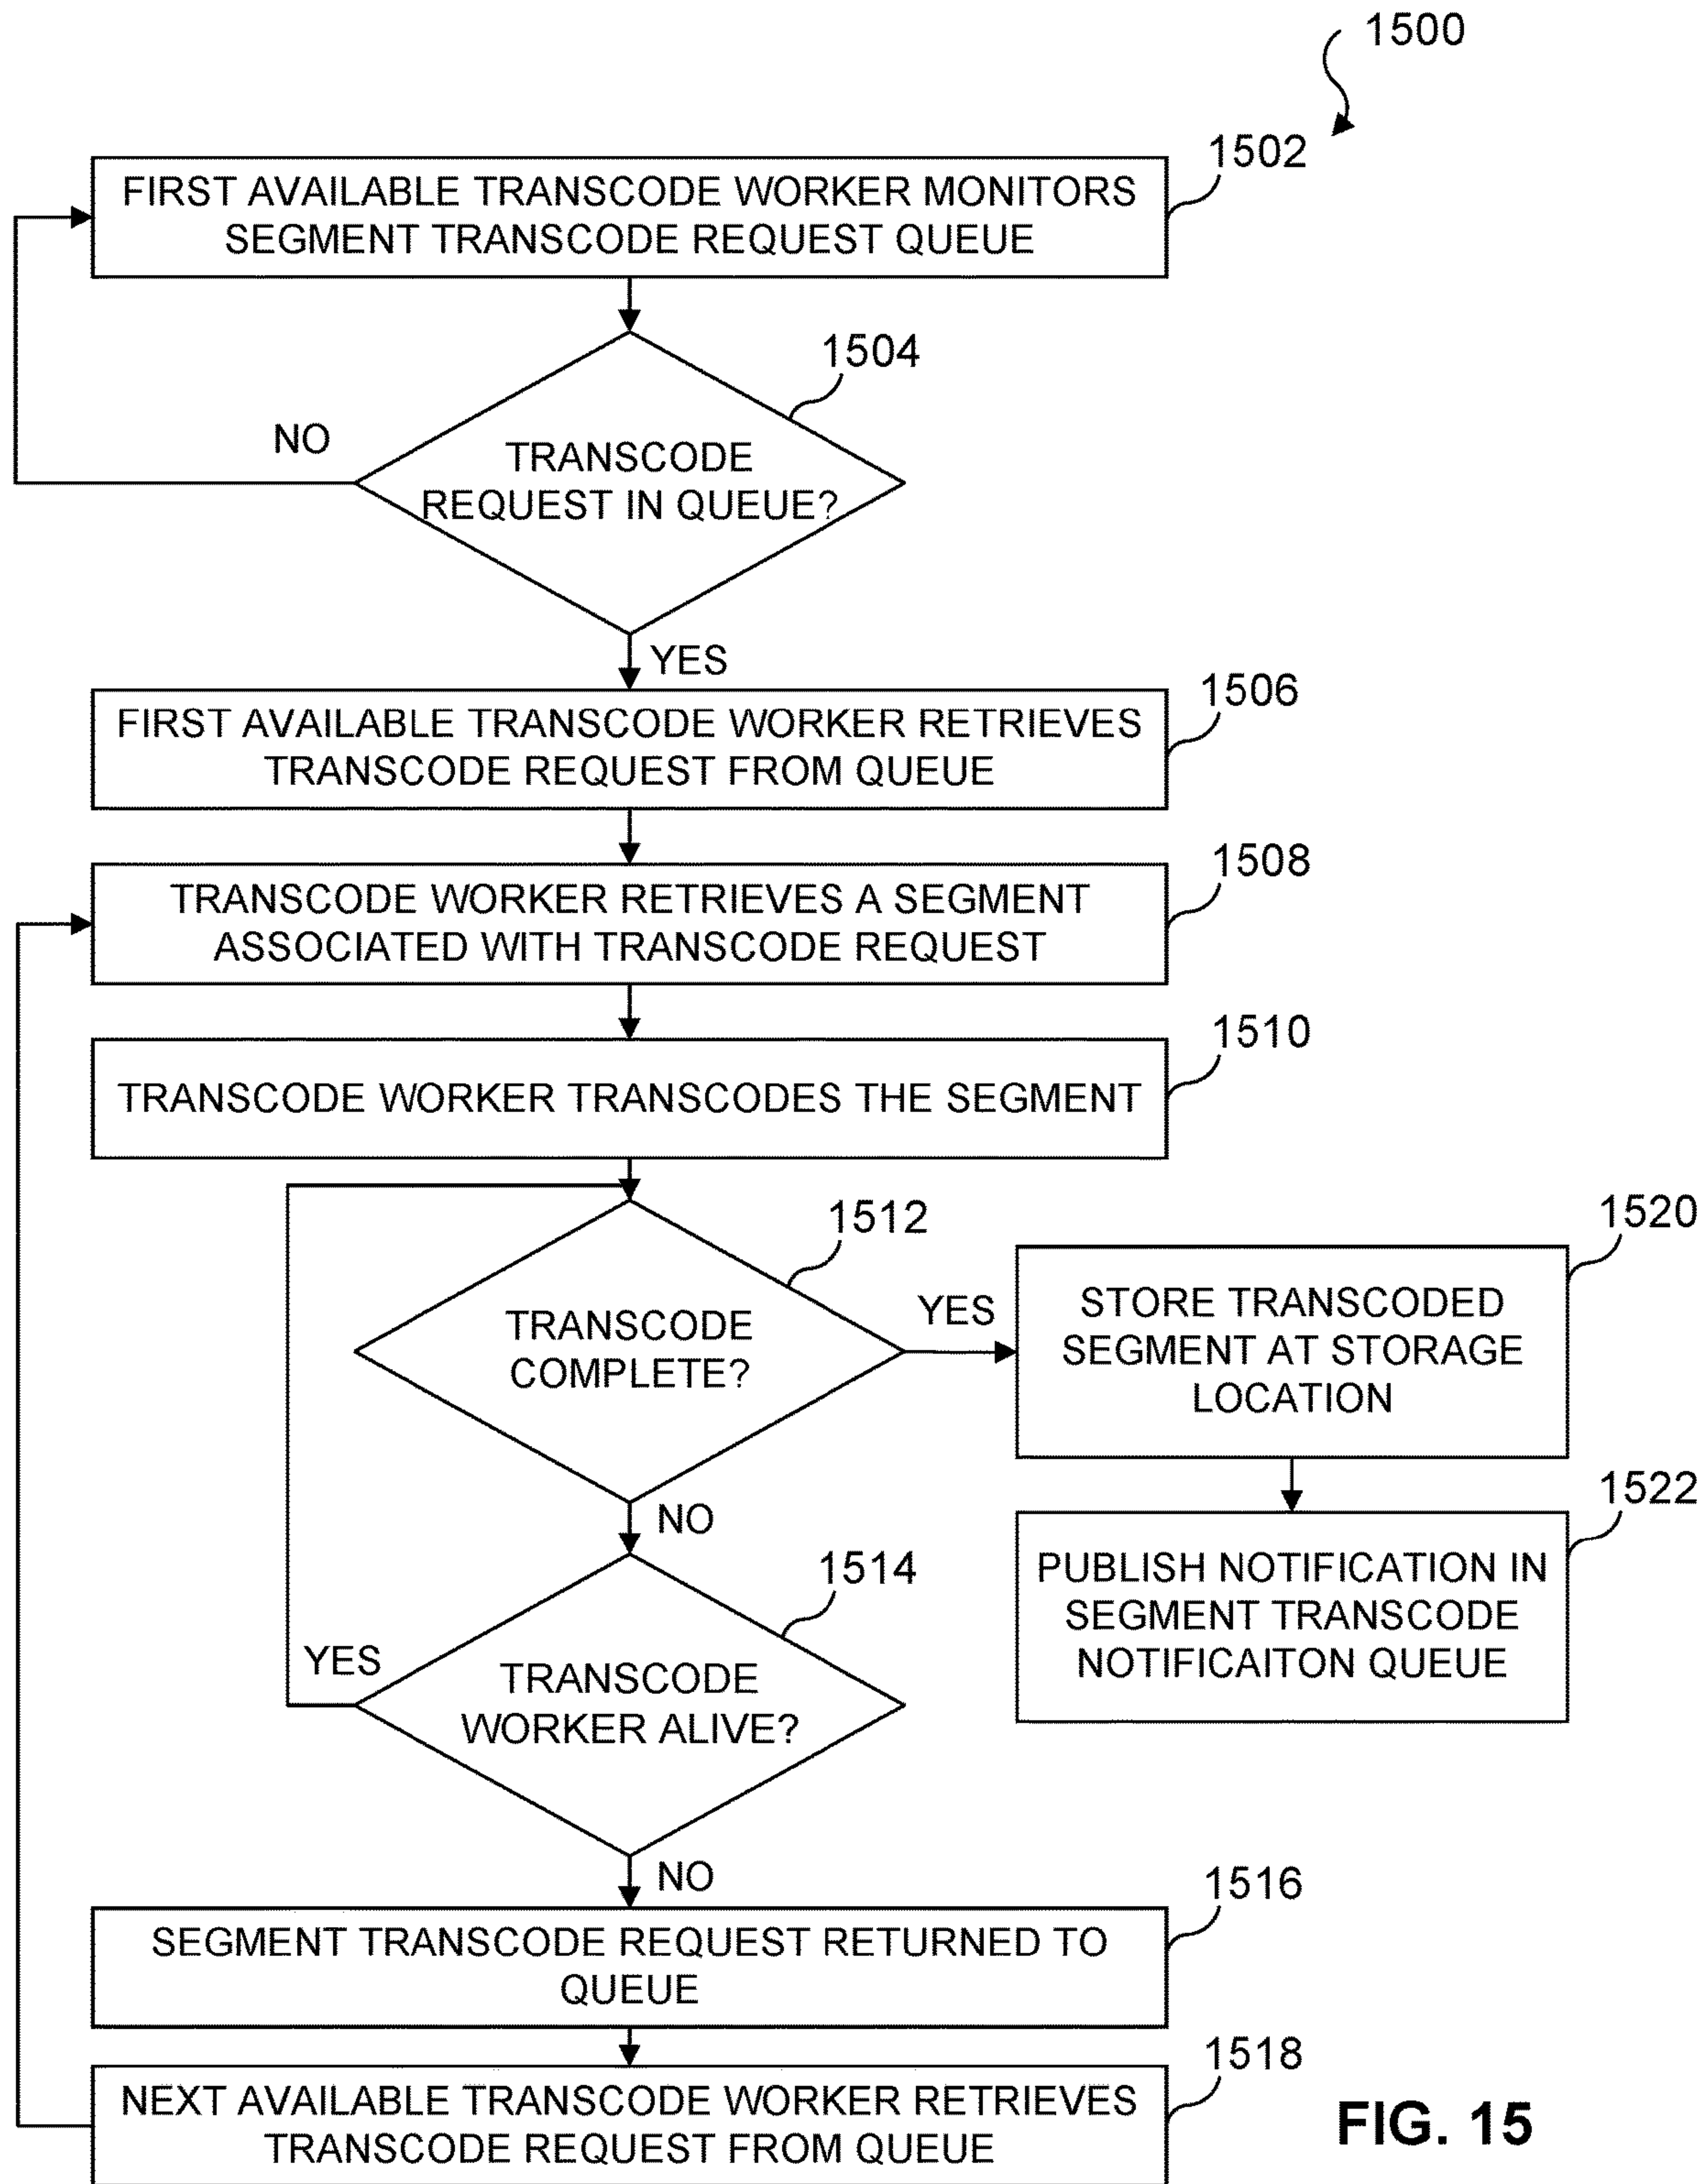 1500
1502
FIRST AVAILABLE TRANSCODE WORKER MONITORS
SEGMENT TRANSCODE REQUEST QUEUE
1504
NO
TRANSCODE
REQUEST IN QUEUE?
YES
1506
FIRST AVAILABLE TRANSCODE WORKER RETRIEVES
TRANSCODE REQUEST FROM QUEUE
1508
TRANSCODE WORKER RETRIEVES A SEGMENT
ASSOCIATED WITH TRANSCODE REQUEST
1510
TRANSCODE WORKER TRANSCODES THE SEGMENT
1512
TRANSCODE
COMPLETE?
YES
1520
STORE TRANSCODED
SEGMENT AT STORAGE
LOCATION
NO
1522
PUBLISH NOTIFICATION IN
SEGMENT TRANSCODE
NOTIFICAITON QUEUE
1514
YES
TRANSCODE
WORKER ALIVE?
NO
1516
SEGMENT TRANSCODE REQUEST RETURNED TO
QUEUE
1518
NEXT AVAILABLE TRANSCODE WORKER RETRIEVES
TRANSCODE REQUEST FROM QUEUE
FIG. 15